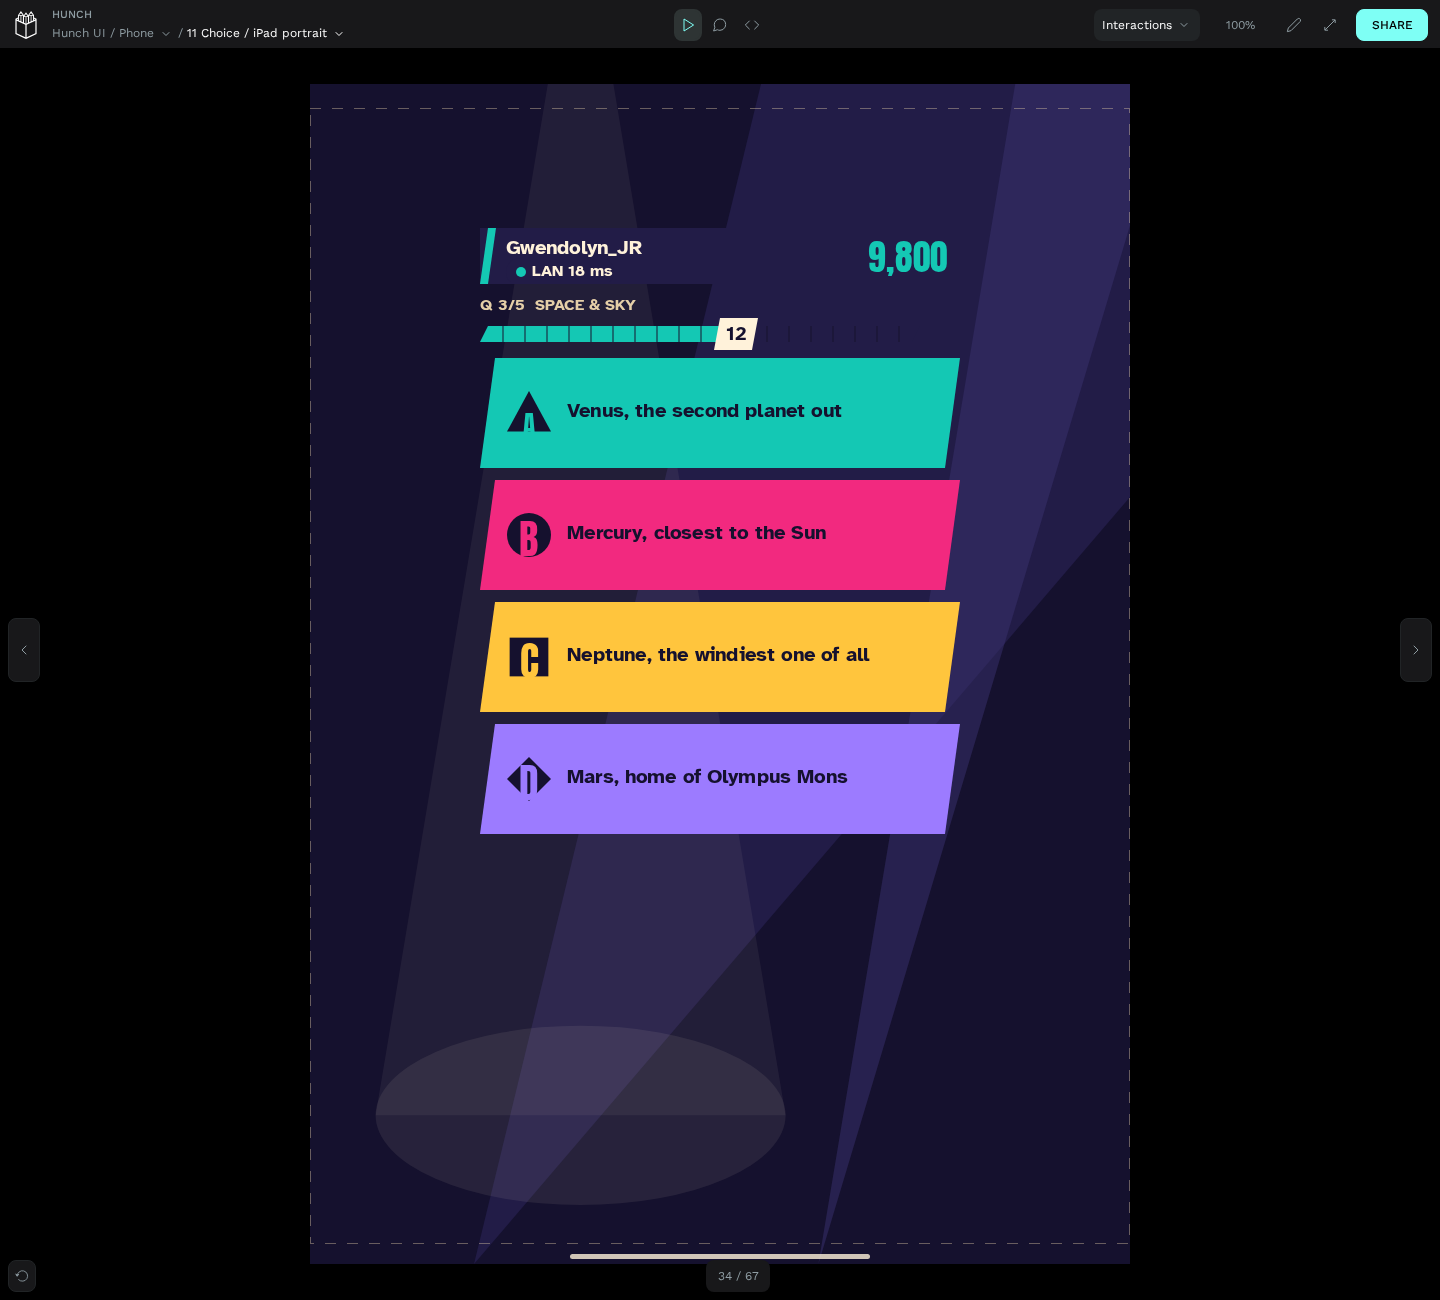 HUNCH
Hunch UI / Phone / 11 Choice / iPad portrait
Interactions
100%
SHARE
Gwendolyn_JR
9,800
LAN 18 ms
Q 3/5 SPACE & SKY
12
A Venus, the second planet out
B Mercury, closest to the Sun
C Neptune, the windiest one of all
D Mars, home of Olympus Mons
34 / 67